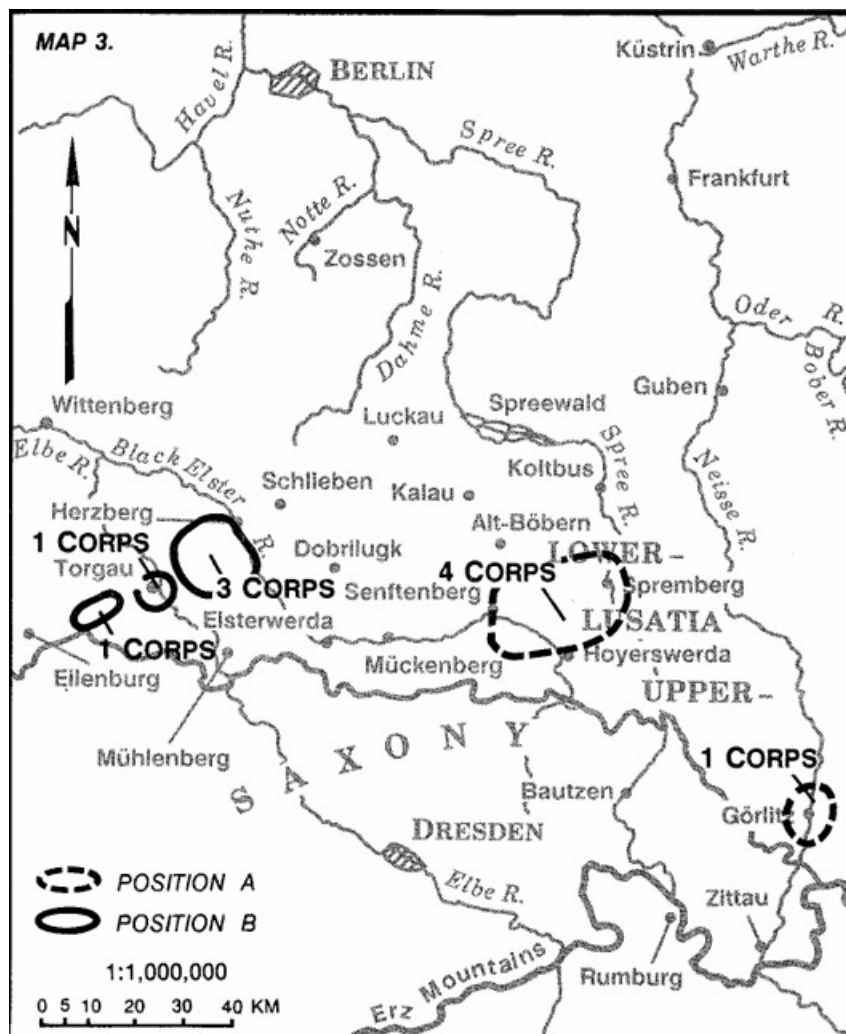 MAP 3.
BERLIN
Küstrin
Warthe R.
Havel R.
Spree R.
Frankfurt
Nuthe R.
Notte R.
Zossen
N
Dahme R.
Oder R.
Bober R.
Guben
Wittenberg
Luckau
Spreewald
Elbe R.
Black Elster R.
Koltbus
Spree R.
Neisse R.
Schlieben
Kalau
Herzberg
Alt-Böbern
1 CORPS
Dobrilugk
LOWER-
Torgau
3 CORPS
Senftenberg
4 CORPS
Spremberg
Elsterwerda
LUSATIA
1 CORPS
Mückenberg
Hoyerswerda
Eilenburg
UPPER-
Mühlenberg
SAXONY
1 CORPS
Bautzen
Görlitz
DRESDEN
POSITION A
Elbe R.
Zittau
POSITION B
1:1,000,000
Rumburg
Erz Mountains
0 5 10 20 30 40 KM